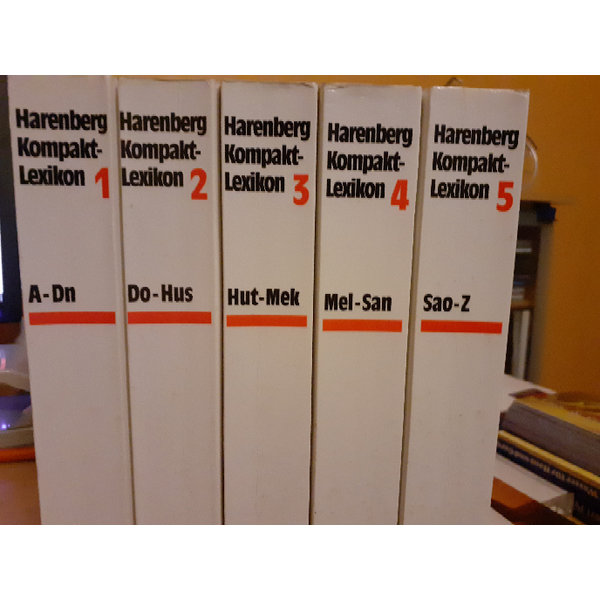 Harenberg
Kompakt-
Lexikon 1
A-Dn
Harenberg
Kompakt-
Lexikon 2
Do-Hus
Harenberg
Kompakt-
Lexikon 3
Hut-Mek
Harenberg
Kompakt-
Lexikon 4
Mel-San
Harenberg
Kompakt-
Lexikon 5
Sao-Z